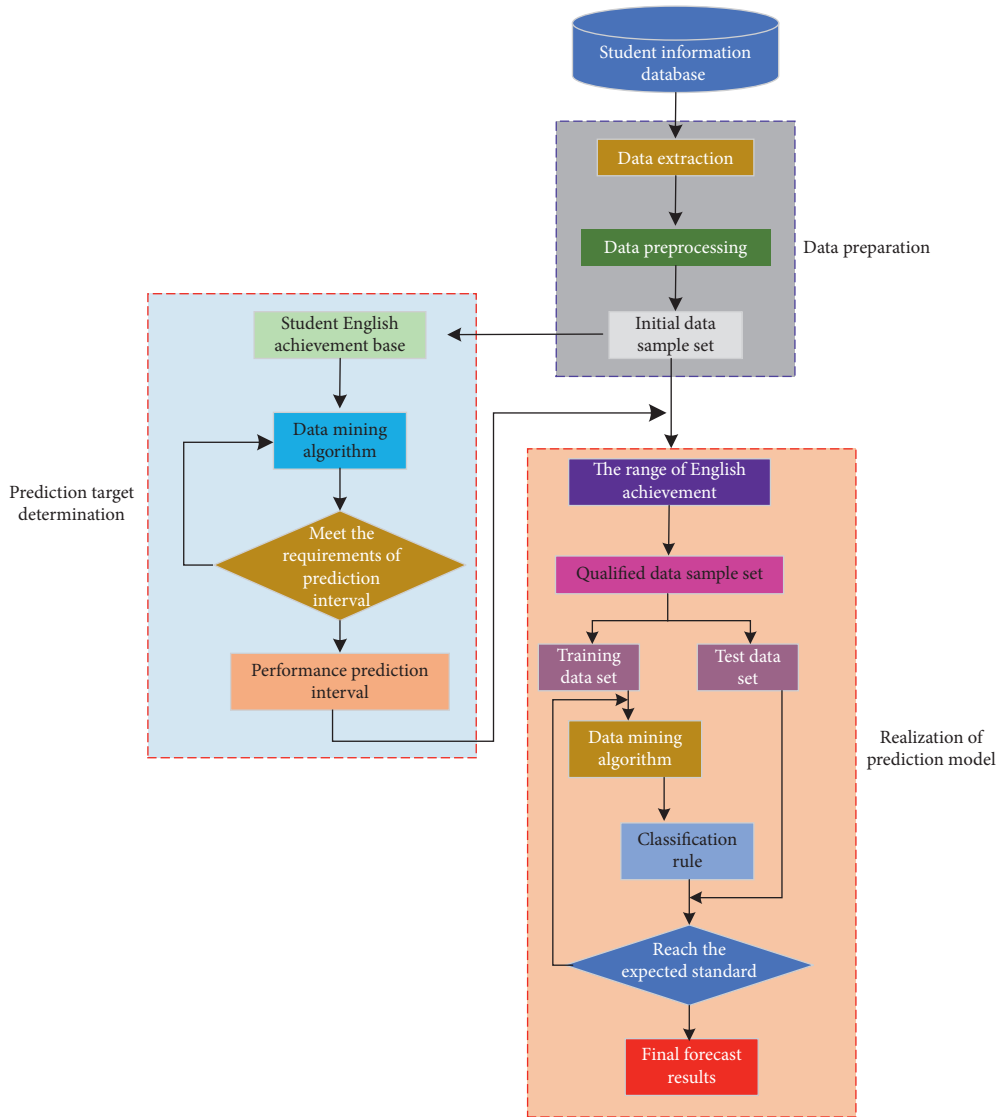 Student information
database
Data extraction
Data preprocessing
Data preparation
Initial data
sample set
Student English
achievement base
Data mining
algorithm
Prediction target
determination
Meet the
requirements of
prediction
interval
Performance prediction
interval
The range of English
achievement
Qualified data sample set
Training
data set
Test data
set
Data mining
algorithm
Realization of
prediction model
Classification
rule
Reach the
expected standard
Final forecast
results